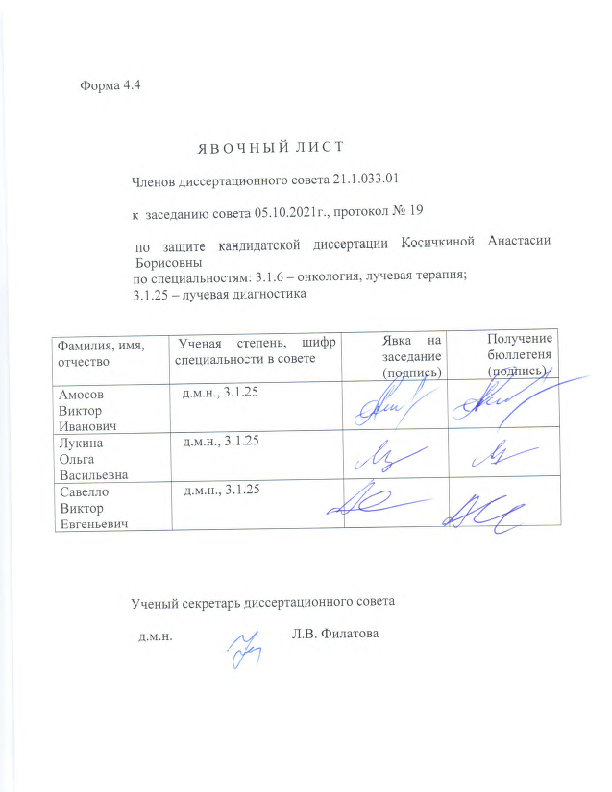 Форма 4.4
ЯВОЧНЫЙ ЛИСТ
Членов диссертационного совета 21.1.033.01
к заседанию совета 05.10.2021г., протокол № 19
по защите кандидатской диссертации Косичкиной Анастасии
Борисовны
по специальностям: 3.1.6 – онкология, лучевая терапия;
3.1.25 – лучевая диагностика
Фамилия, имя, отчество
Ученая степень, шифр специальности в совете
Явка на заседание (подпись)
Получение бюллегеня (подпись)
Амосов
Виктор
Иванович
д.м.н., 3.1.25
Лукина
Ольга
Васильевна
д.м.н., 3.1.25
Савелло
Виктор
Евгеньевич
д.м.н., 3.1.25
Ученый секретарь диссертационного совета
д.м.н. Л.В. Филатова